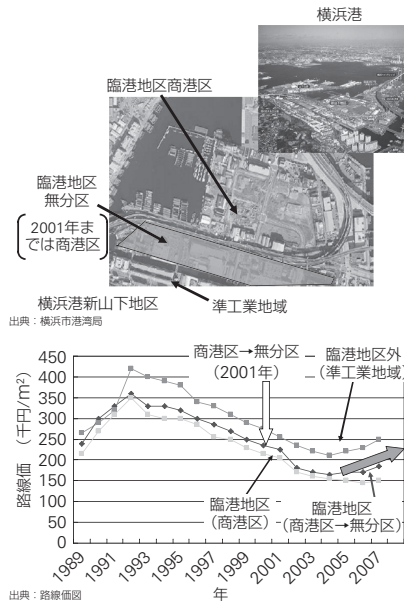 横浜港
臨港地区商港区
臨港地区
無分区
2001年ま
では商港区
横浜港新山下地区
準工業地域
出典：横浜市港湾局
商港区→無分区
(2001年)
臨港地区外
(準工業地域)
路線価 (千円/m²)
450
400
350
300
250
200
150
100
50
0
臨港地区
(商港区)
臨港地区
(商港区→無分区)
1989
1991
1993
1995
1997
1999
2001
2003
2005
2007
年
出典：路線価図